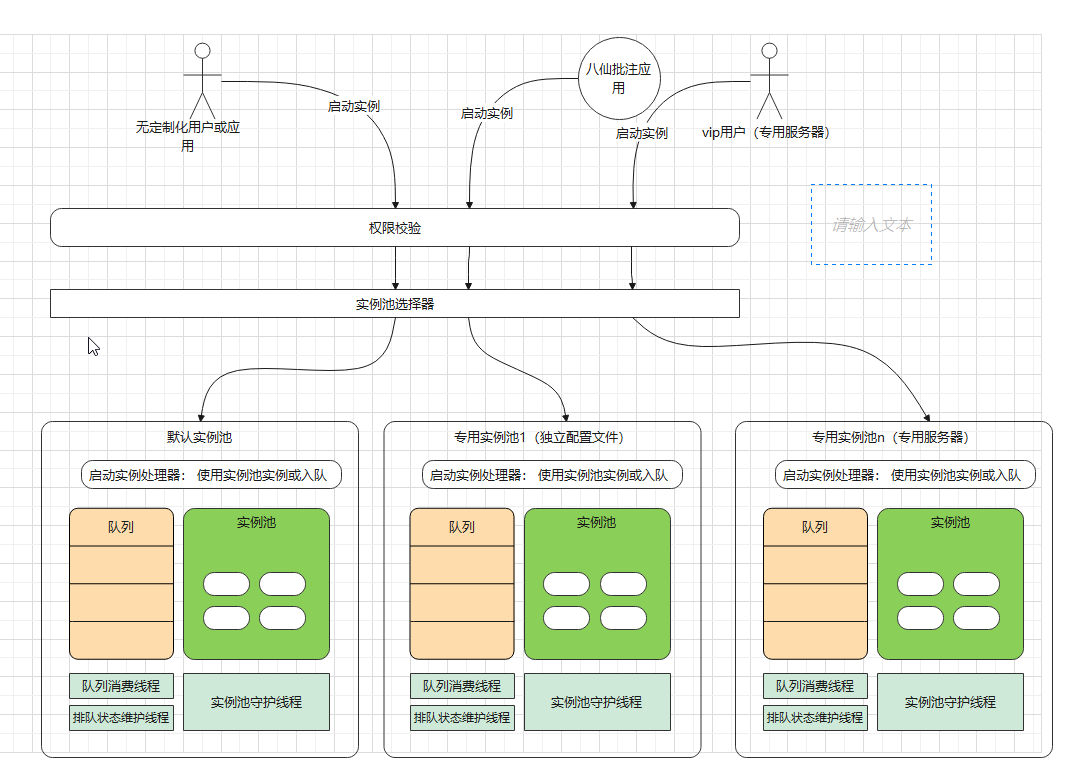 八仙批注应
用
启动实例
启动实例
启动实例
无定制化用户或应
用
vip用户（专用服务器）
请输入文本
权限校验
实例池选择器
默认实例池
启动实例处理器： 使用实例池实例或入队
队列
实例池
队列消费线程
排队状态维护线程
实例池守护线程
专用实例池1（独立配置文件）
启动实例处理器： 使用实例池实例或入队
队列
实例池
队列消费线程
排队状态维护线程
实例池守护线程
专用实例池n（专用服务器）
启动实例处理器： 使用实例池实例或入队
队列
实例池
队列消费线程
排队状态维护线程
实例池守护线程